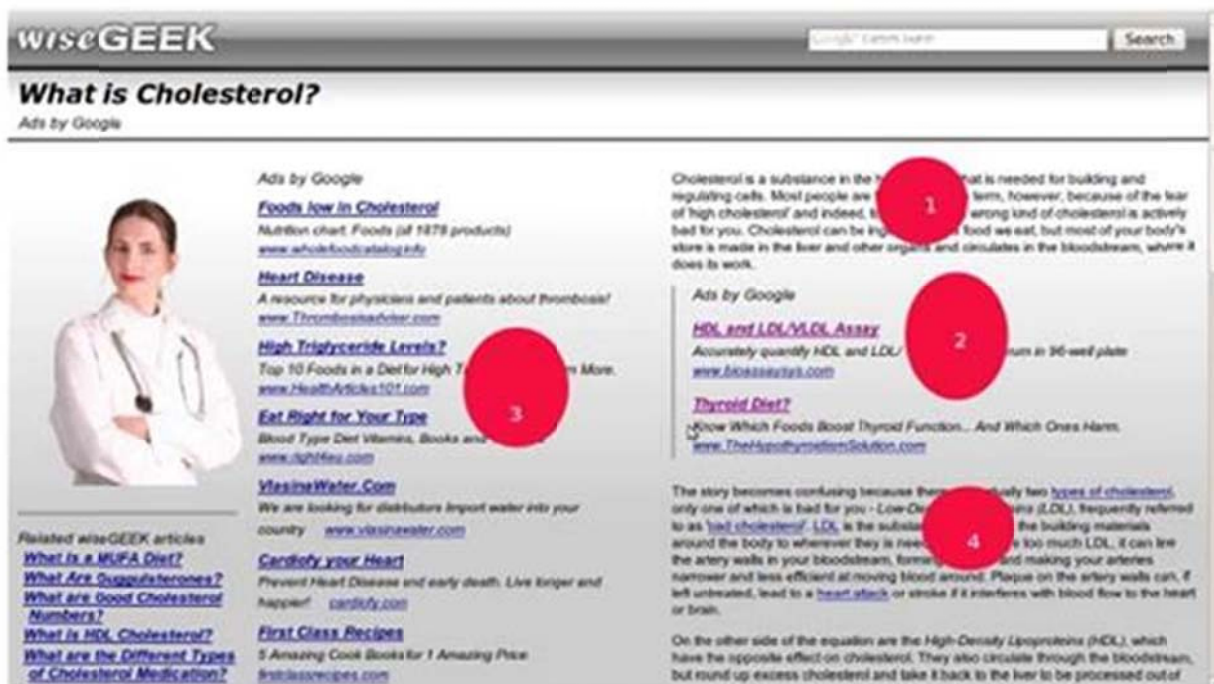 wiseGEEK
Search
What is Cholesterol?
Ads by Google
Related wiseGEEK articles
What is a MUFA Diet?
What Are Guggulsterones?
What are Good Cholesterol
Numbers?
What is HDL Cholesterol?
What are the Different Types
of Cholesterol Medication?
Ads by Google
Foods low in Cholesterol
Nutrition chart. Foods (of 1878 products)
www.wholefoodcatalog.info
Heart Disease
A resource for physicians and patients about thrombosis!
www.Thrombosisadviser.com
High Triglyceride Levels?
Top 10 Foods in a Diet for High More.
www.HealthArticles101.com
3
Eat Right for Your Type
Blood Type Diet Vitamins, Books and
www.right4eu.com
VlasinaWater.Com
We are looking for distributors Import water into your
country www.vlasinawater.com
Cardiofy your Heart
Prevent Heart Disease and early death. Live longer and
happier! cardiofy.com
First Class Recipes
5 Amazing Cook Books for 1 Amazing Price
firstclassrecipes.com
Cholesterol is a substance in the that is needed for building and
regulating cells. Most people are term, however, because of the fear
1
of 'high cholesterol' and indeed, wrong kind of cholesterol is actively
bad for you. Cholesterol can be food we eat, but most of your body's
store is made in the liver and other organs and circulates in the bloodstream, where it
does its work.
Ads by Google
HDL and LDL/VLDL Assay
2
Accurately quantify HDL and LDL/ in 96-well plate
www.bioassaysys.com
Thyroid Diet?
Know Which Foods Boost Thyroid Function... And Which Ones Harm.
www.TheHypothyroidismSolution.com
The story becomes confusing because two types of cholesterol,
only one of which is bad for you - (LDL), frequently referred
to as 'bad cholesterol'. LDL is the the building materials
4
around the body to wherever they is too much LDL, it can line
the artery walls in your bloodstream, and making your arteries
narrower and less efficient at moving blood around. Plaque on the artery walls can, if
left untreated, lead to a heart attack or stroke if it interferes with blood flow to the heart
or brain.
On the other side of the equation are the High-Density Lipoproteins (HDL), which
have the opposite effect on cholesterol. They also circulate through the bloodstream,
but round up excess cholesterol and take it back to the liver to be processed out of